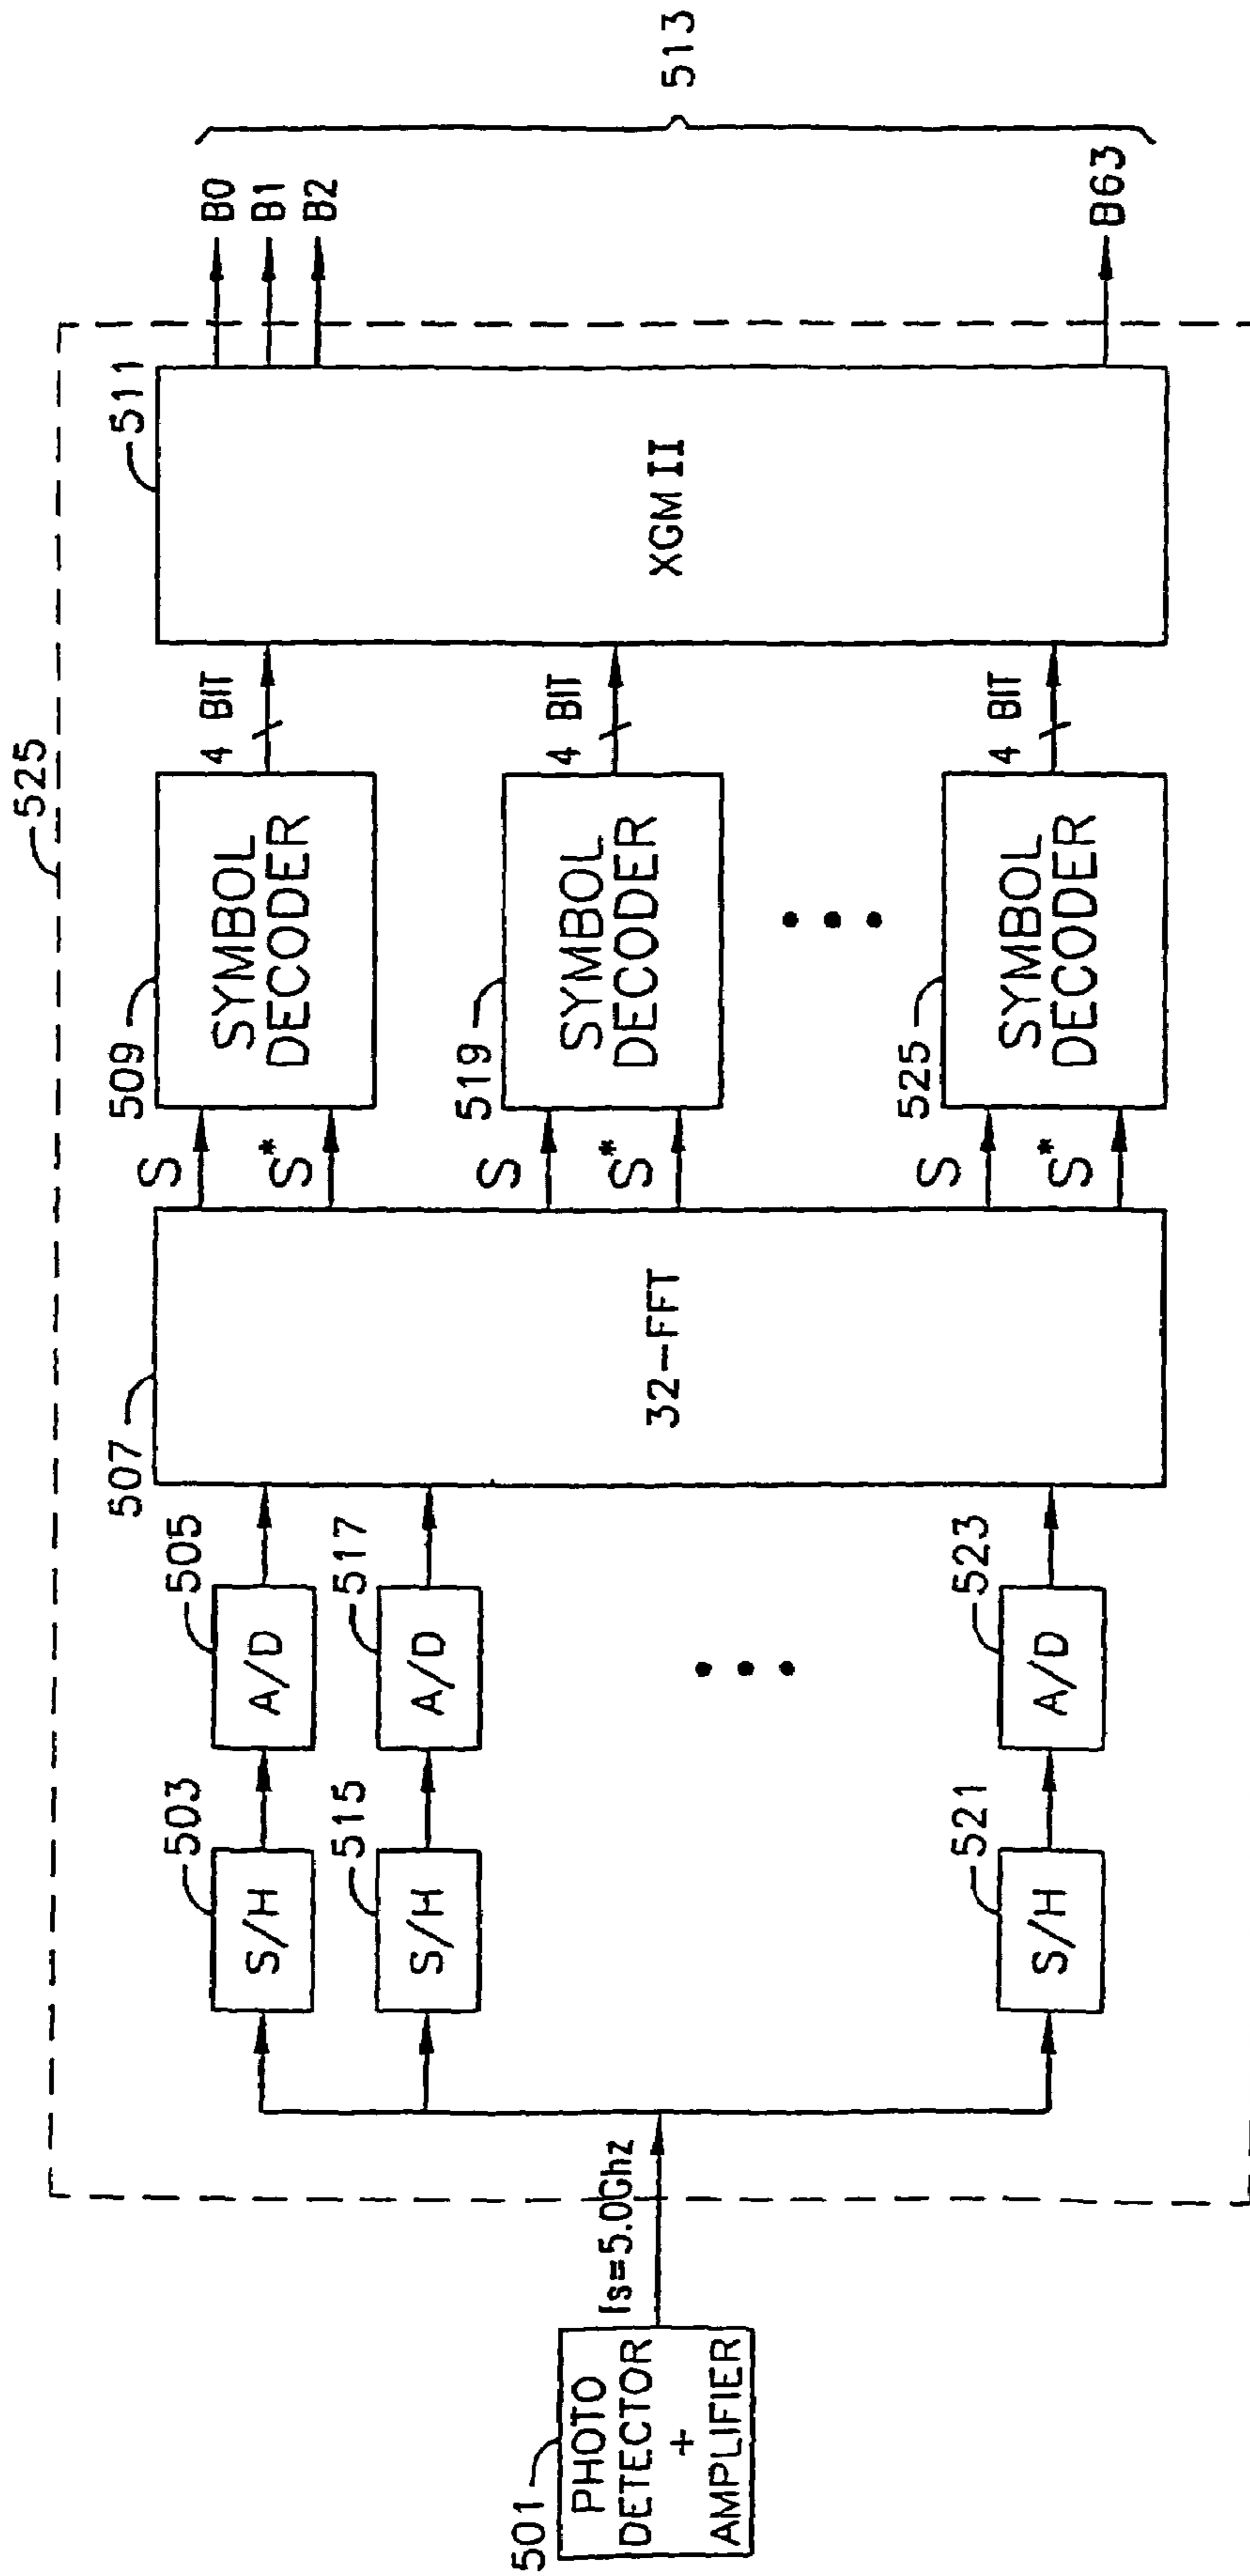 525
501
PHOTO
DETECTOR
+
AMPLIFIER
fs=5.0Ghz
503
S/H
505
A/D
515
S/H
517
A/D
521
S/H
523
A/D
507
32-FFT
S
S*
S
S*
S
S*
509
SYMBOL
DECODER
519
SYMBOL
DECODER
525
SYMBOL
DECODER
4 BIT
4 BIT
4 BIT
511
XGM II
B0
B1
B2
B63
513